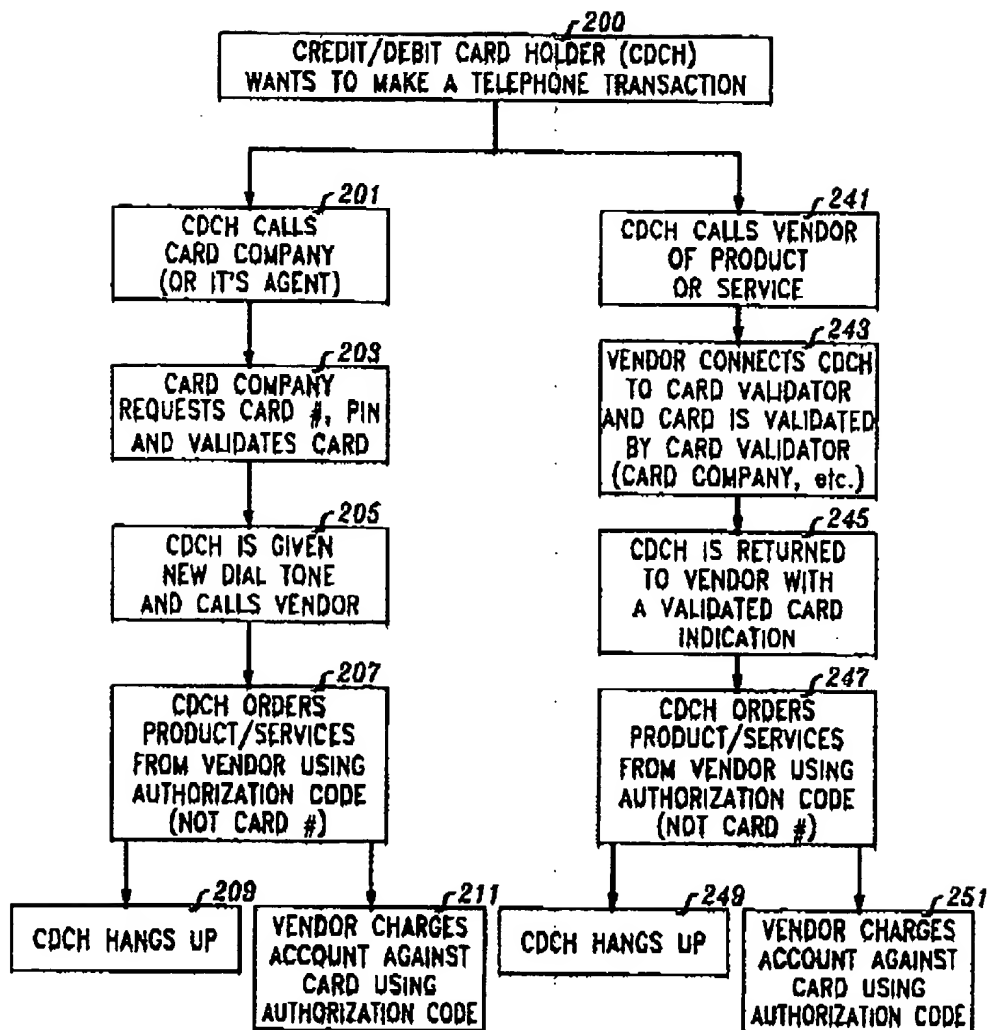 200
CREDIT/DEBIT CARD HOLDER (CDCH)
WANTS TO MAKE A TELEPHONE TRANSACTION
201
CDCH CALLS
CARD COMPANY
(OR IT'S AGENT)
203
CARD COMPANY
REQUESTS CARD #, PIN
AND VALIDATES CARD
205
CDCH IS GIVEN
NEW DIAL TONE
AND CALLS VENDOR
207
CDCH ORDERS
PRODUCT/SERVICES
FROM VENDOR USING
AUTHORIZATION CODE
(NOT CARD #)
209
CDCH HANGS UP
211
VENDOR CHARGES
ACCOUNT AGAINST
CARD USING
AUTHORIZATION CODE
241
CDCH CALLS VENDOR
OF PRODUCT
OR SERVICE
243
VENDOR CONNECTS CDCH
TO CARD VALIDATOR
AND CARD IS VALIDATED
BY CARD VALIDATOR
(CARD COMPANY, etc.)
245
CDCH IS RETURNED
TO VENDOR WITH
A VALIDATED CARD
INDICATION
247
CDCH ORDERS
PRODUCT/SERVICES
FROM VENDOR USING
AUTHORIZATION CODE
(NOT CARD #)
249
CDCH HANGS UP
251
VENDOR CHARGES
ACCOUNT AGAINST
CARD USING
AUTHORIZATION CODE